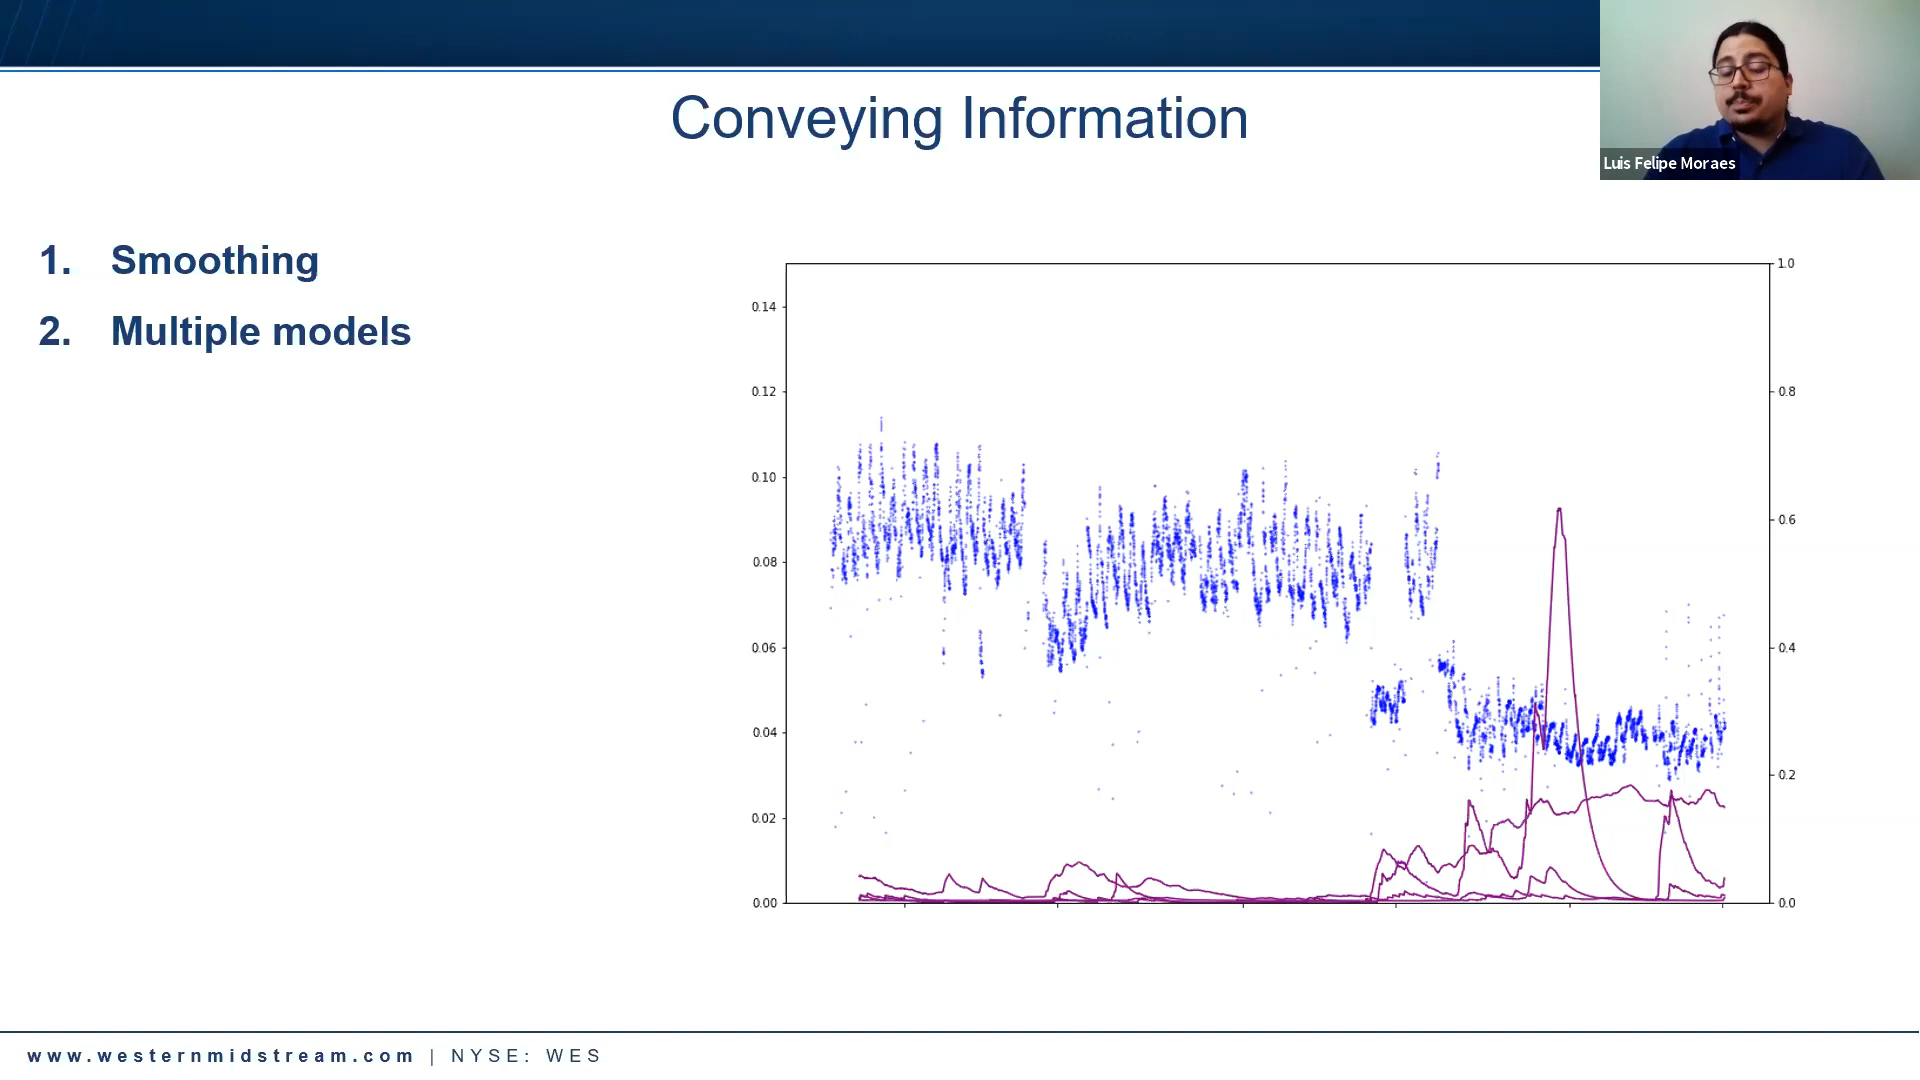 Conveying Information
Luis Felipe Moraes
1. Smoothing
2. Multiple models
0.14
0.12
0.10
0.08
0.06
0.04
0.02
0.00
1.0
0.8
0.6
0.4
0.2
0.0
www.westernmidstream.com | NYSE: WES